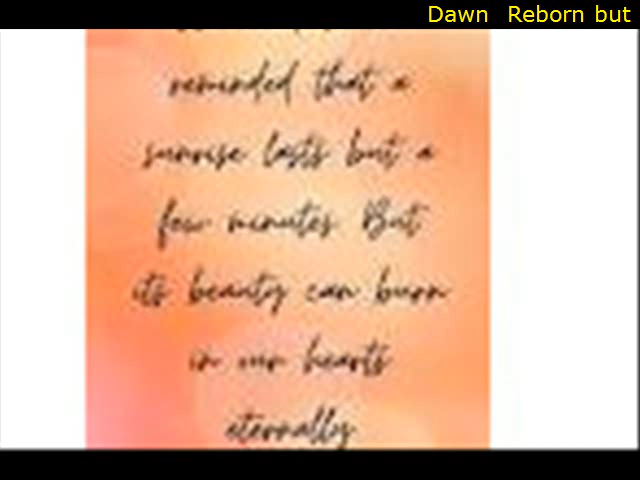 Dawn Reborn but
reminded that a
sunrise lasts but a
few minutes. But
its beauty can burn
in our hearts
eternally